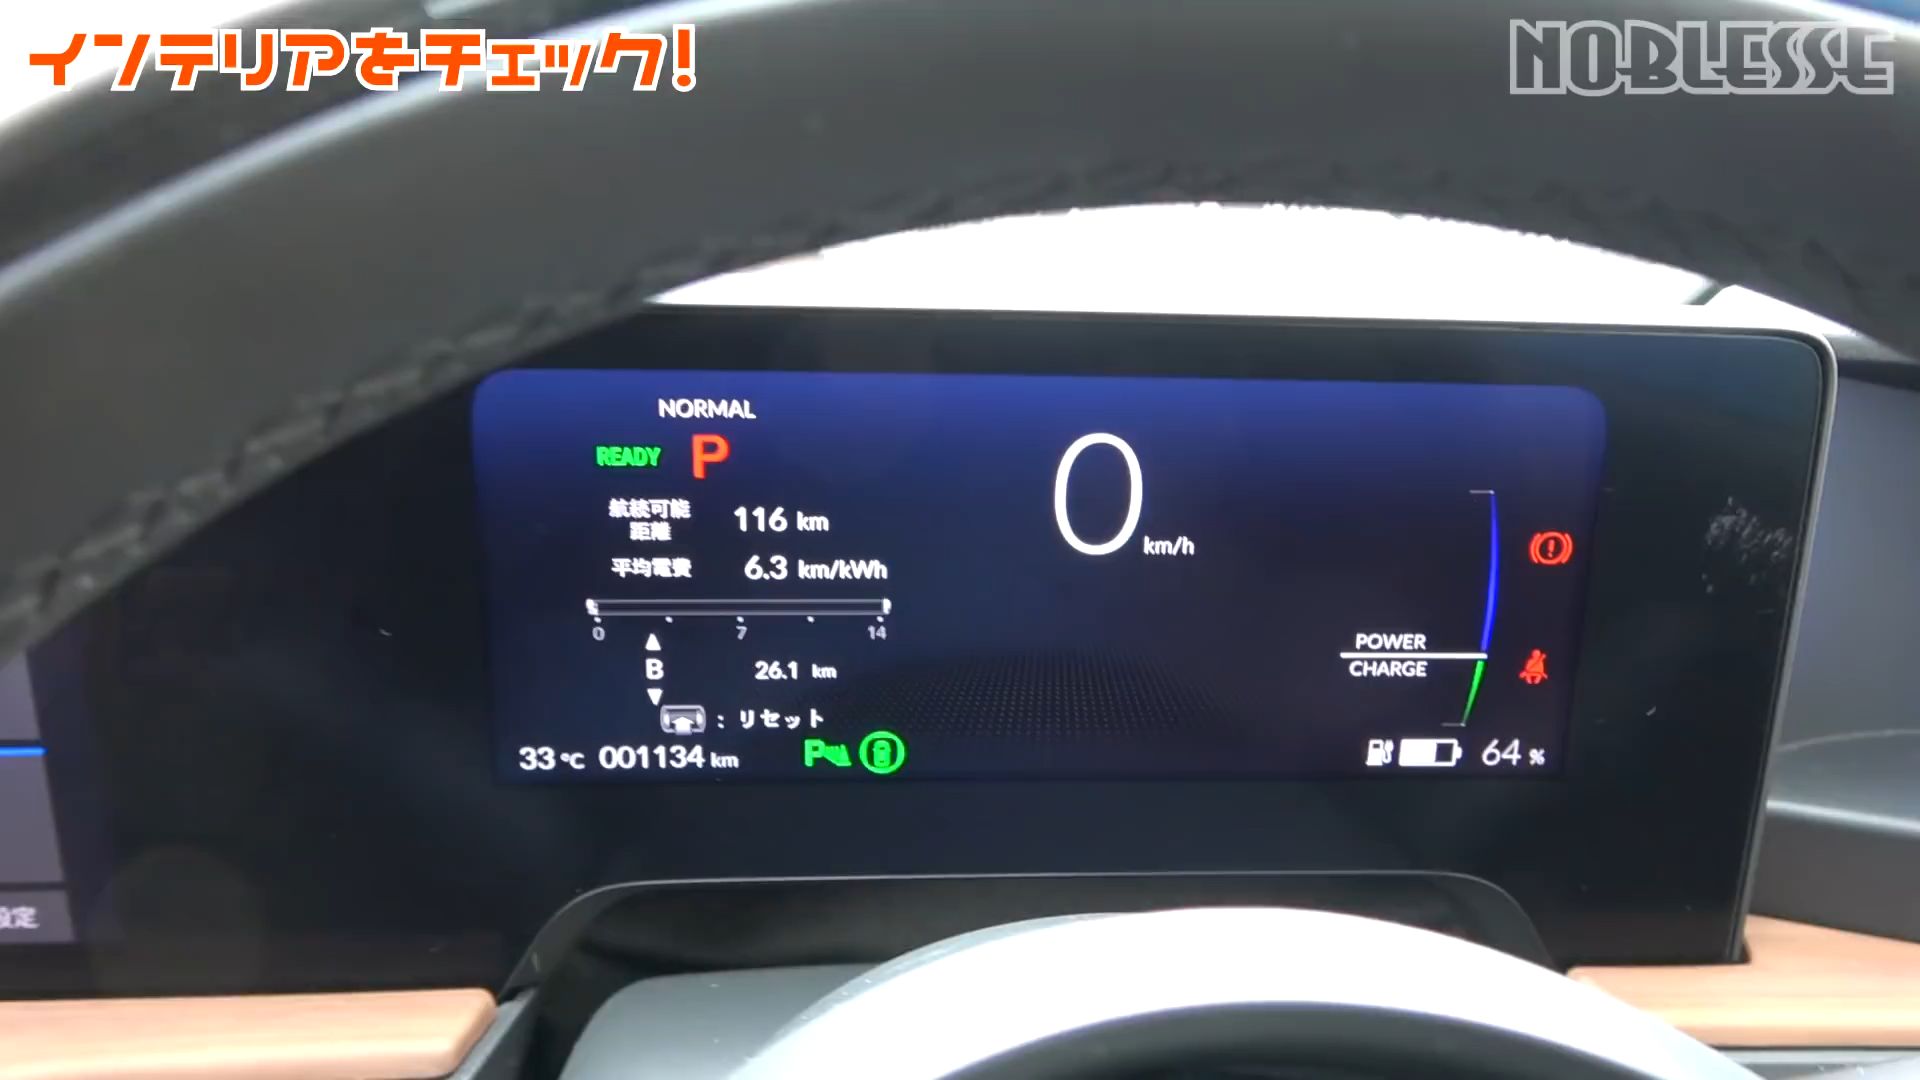 インテリアをチェック!
NOBLESSE
NORMAL
READY P
航続可能
距離 116 km
平均電費 6.3 km/kWh
0 7 14
B 26.1 km
: リセット
33 ℃ 001134 km
P
0 km/h
POWER
CHARGE
64 %
設定